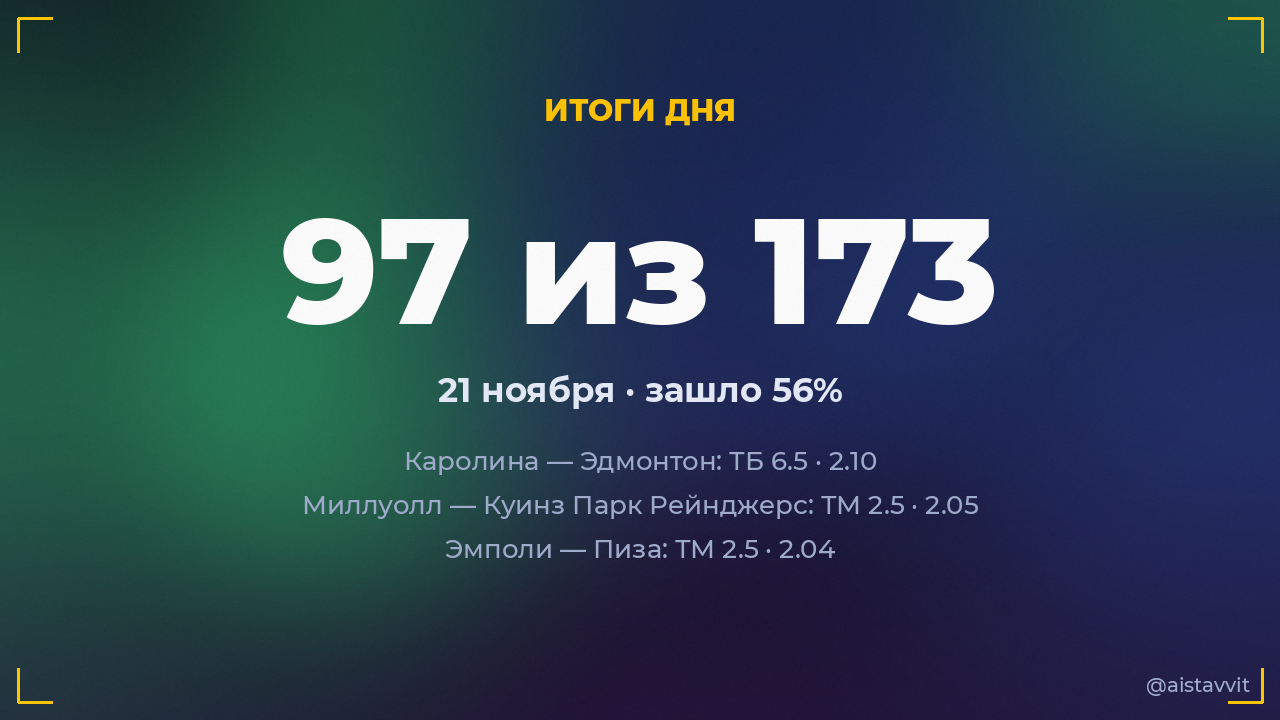 ИТОГИ ДНЯ
97 из 173
21 ноября · зашло 56%
Каролина — Эдмонтон: ТБ 6.5 · 2.10
Миллуолл — Куинз Парк Рейнджерс: ТМ 2.5 · 2.05
Эмполи — Пиза: ТМ 2.5 · 2.04
@aistavvit